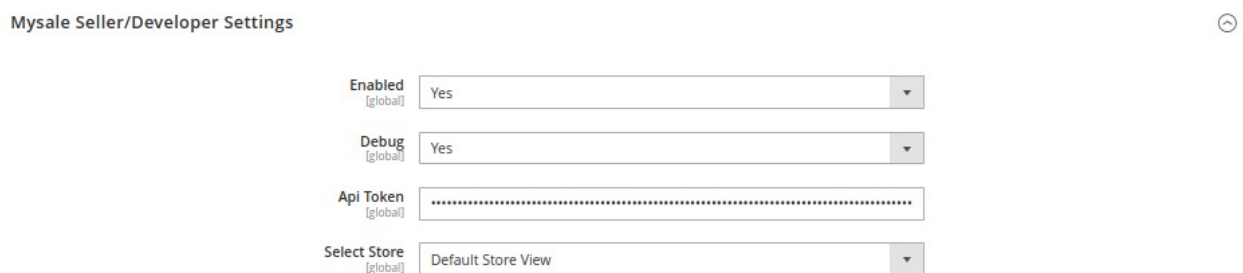 Mysale Seller/Developer Settings
Enabled
[global]
Yes
Debug
[global]
Yes
Api Token
[global]
Select Store
[global]
Default Store View